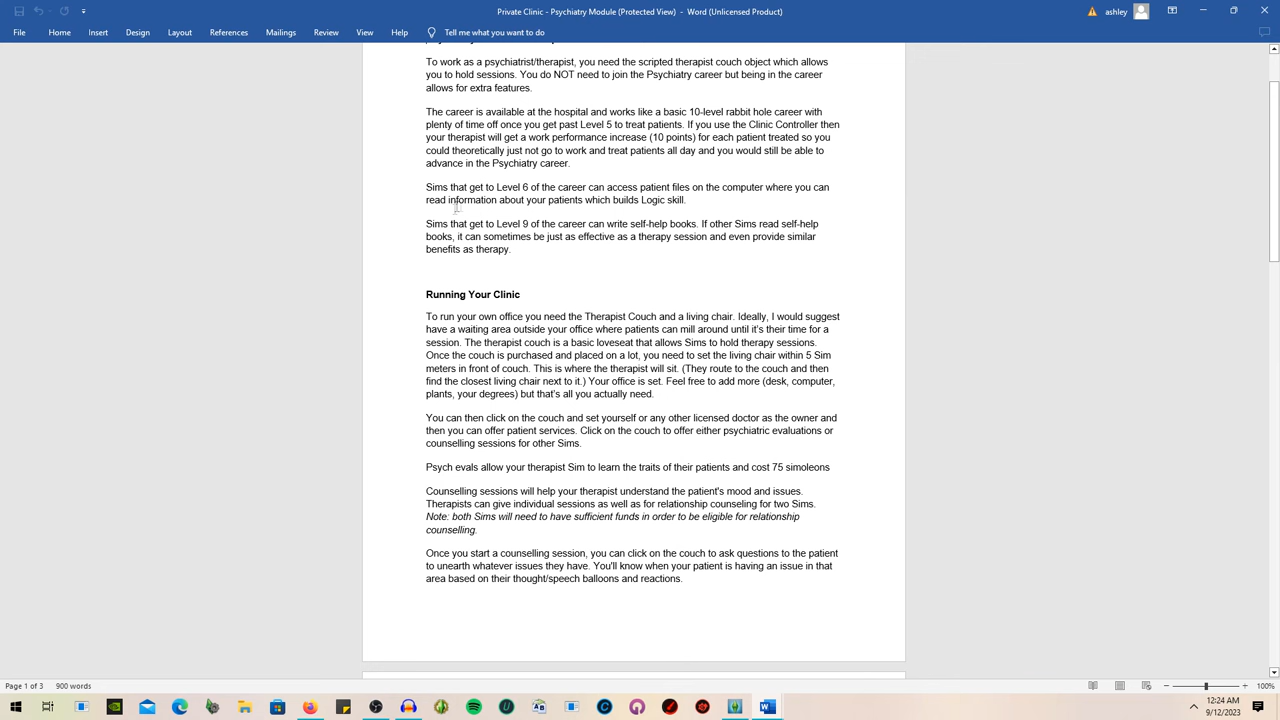 Private Clinic - Psychiatry Module (Protected View) - Word (Unlicensed Product)
ashley
File Home Insert Design Layout References Mailings Review View Help Tell me what you want to do
To work as a psychiatrist/therapist, you need the scripted therapist couch object which allows
you to hold sessions. You do NOT need to join the Psychiatry career but being in the career
allows for extra features.
The career is available at the hospital and works like a basic 10-level rabbit hole career with
plenty of time off once you get past Level 5 to treat patients. If you use the Clinic Controller then
your therapist will get a work performance increase (10 points) for each patient treated so you
could theoretically just not go to work and treat patients all day and you would still be able to
advance in the Psychiatry career.
Sims that get to Level 6 of the career can access patient files on the computer where you can
read information about your patients which builds Logic skill.
Sims that get to Level 9 of the career can write self-help books. If other Sims read self-help
books, it can sometimes be just as effective as a therapy session and even provide similar
benefits as therapy.
Running Your Clinic
To run your own office you need the Therapist Couch and a living chair. Ideally, I would suggest
have a waiting area outside your office where patients can mill around until it's their time for a
session. The therapist couch is a basic loveseat that allows Sims to hold therapy sessions.
Once the couch is purchased and placed on a lot, you need to set the living chair within 5 Sim
meters in front of couch. This is where the therapist will sit. (They route to the couch and then
find the closest living chair next to it.) Your office is set. Feel free to add more (desk, computer,
plants, your degrees) but that's all you actually need.
You can then click on the couch and set yourself or any other licensed doctor as the owner and
then you can offer patient services. Click on the couch to offer either psychiatric evaluations or
counselling sessions for other Sims.
Psych evals allow your therapist Sim to learn the traits of their patients and cost 75 simoleons
Counselling sessions will help your therapist understand the patient's mood and issues.
Therapists can give individual sessions as well as for relationship counseling for two Sims.
Note: both Sims will need to have sufficient funds in order to be eligible for relationship
counselling.
Once you start a counselling session, you can click on the couch to ask questions to the patient
to unearth whatever issues they have. You'll know when your patient is having an issue in that
area based on their thought/speech balloons and reactions.
Page 1 of 3 900 words
100%
12:24 AM
9/12/2023